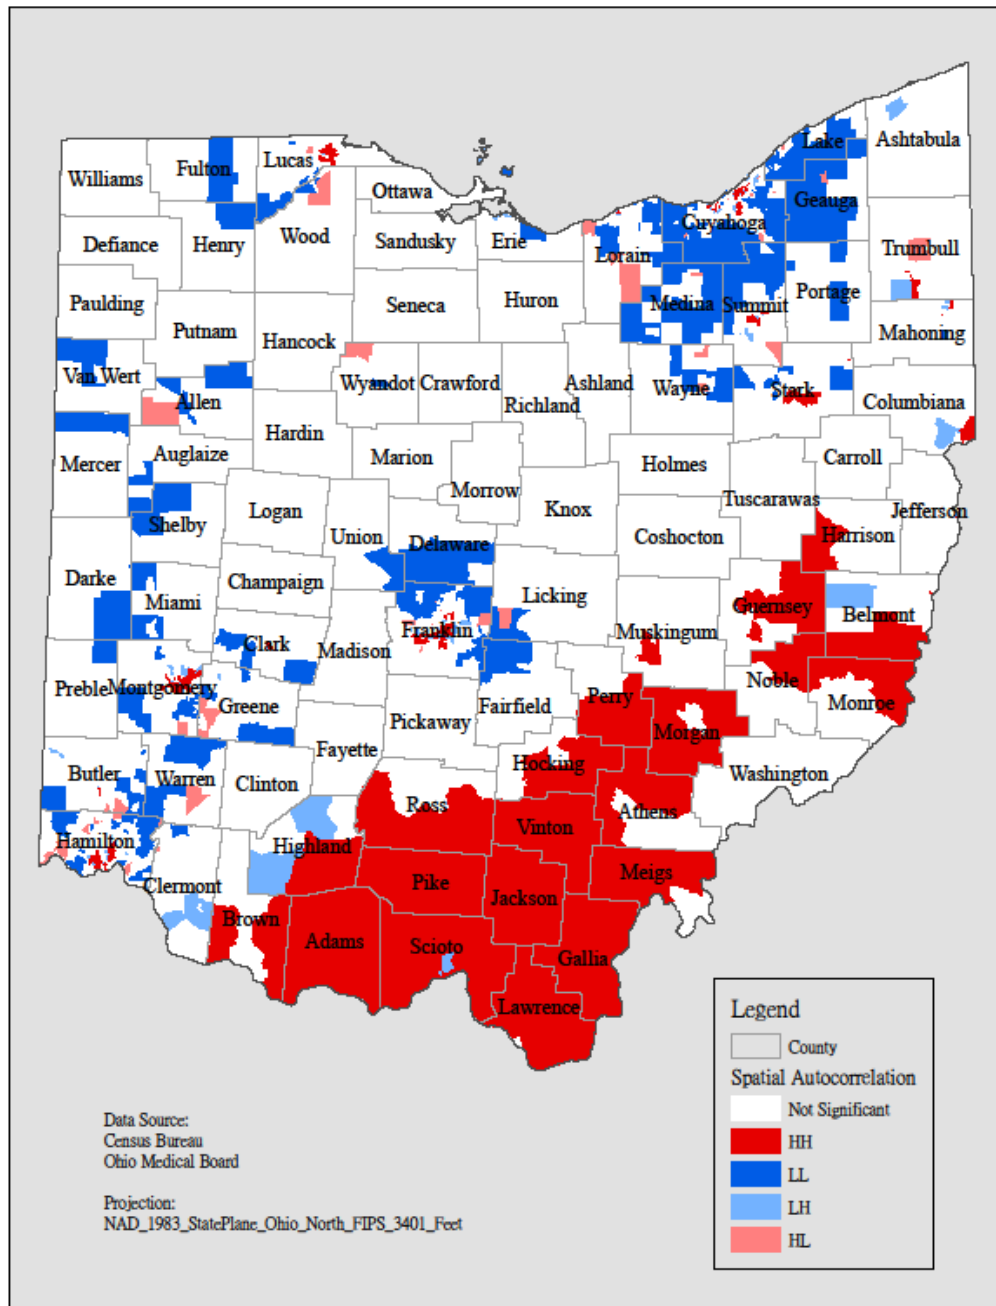 Ashtabula
Lake
Lucas
Fulton
Williams
Ottawa
Geauga
Cuyahoga
Wood
Defiance
Henry
Sandusky
Erie
Lorain
Trumbull
Paulding
Seneca
Huron
Medina
Summit
Portage
Putnam
Hancock
Mahoning
Van Wert
Wyandot
Crawford
Ashland
Wayne
Stark
Allen
Richland
Columbiana
Hardin
Auglaize
Marion
Mercer
Holmes
Carroll
Morrow
Tuscarawas
Knox
Logan
Jefferson
Shelby
Union
Delaware
Coshocton
Harrison
Darke
Champaign
Licking
Miami
Guernsey
Belmont
Franklin
Muskingum
Clark
Madison
Preble
Montgomery
Noble
Perry
Monroe
Greene
Fairfield
Pickaway
Morgan
Fayette
Hocking
Butler
Warren
Clinton
Washington
Ross
Athens
Vinton
Hamilton
Highland
Meigs
Pike
Clermont
Jackson
Brown
Adams
Scioto
Gallia
Lawrence
Legend
County
Spatial Autocorrelation
Not Significant
HH
LL
LH
HL
Data Source:
Census Bureau
Ohio Medical Board
Projection:
NAD_1983_StatePlane_Ohio_North_FIPS_3401_Feet